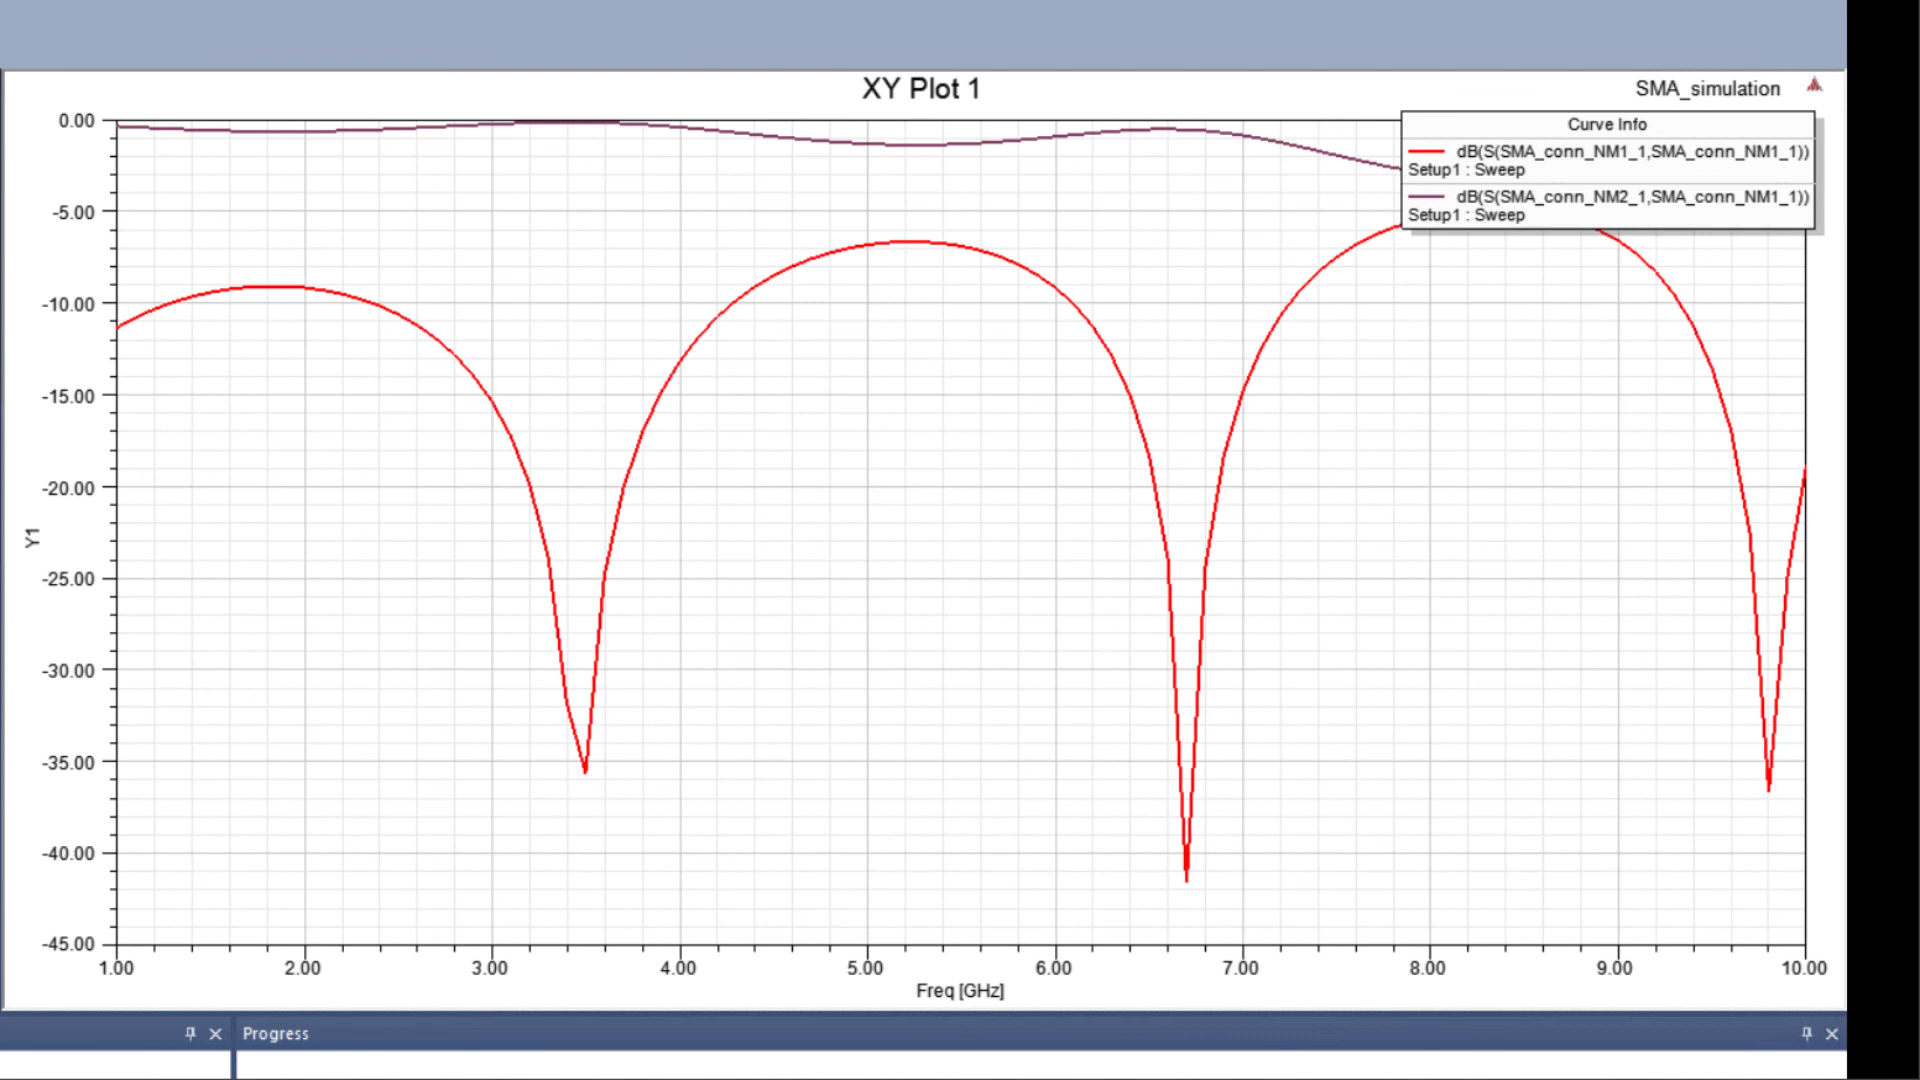 XY Plot 1
SMA_simulation
Curve Info
dB(S(SMA_conn_NM1_1,SMA_conn_NM1_1))
Setup1 : Sweep
dB(S(SMA_conn_NM2_1,SMA_conn_NM1_1))
Setup1 : Sweep
0.00
-5.00
-10.00
-15.00
-20.00
-25.00
-30.00
-35.00
-40.00
-45.00
Y1
1.00 2.00 3.00 4.00 5.00 6.00 7.00 8.00 9.00 10.00
Freq [GHz]
Progress